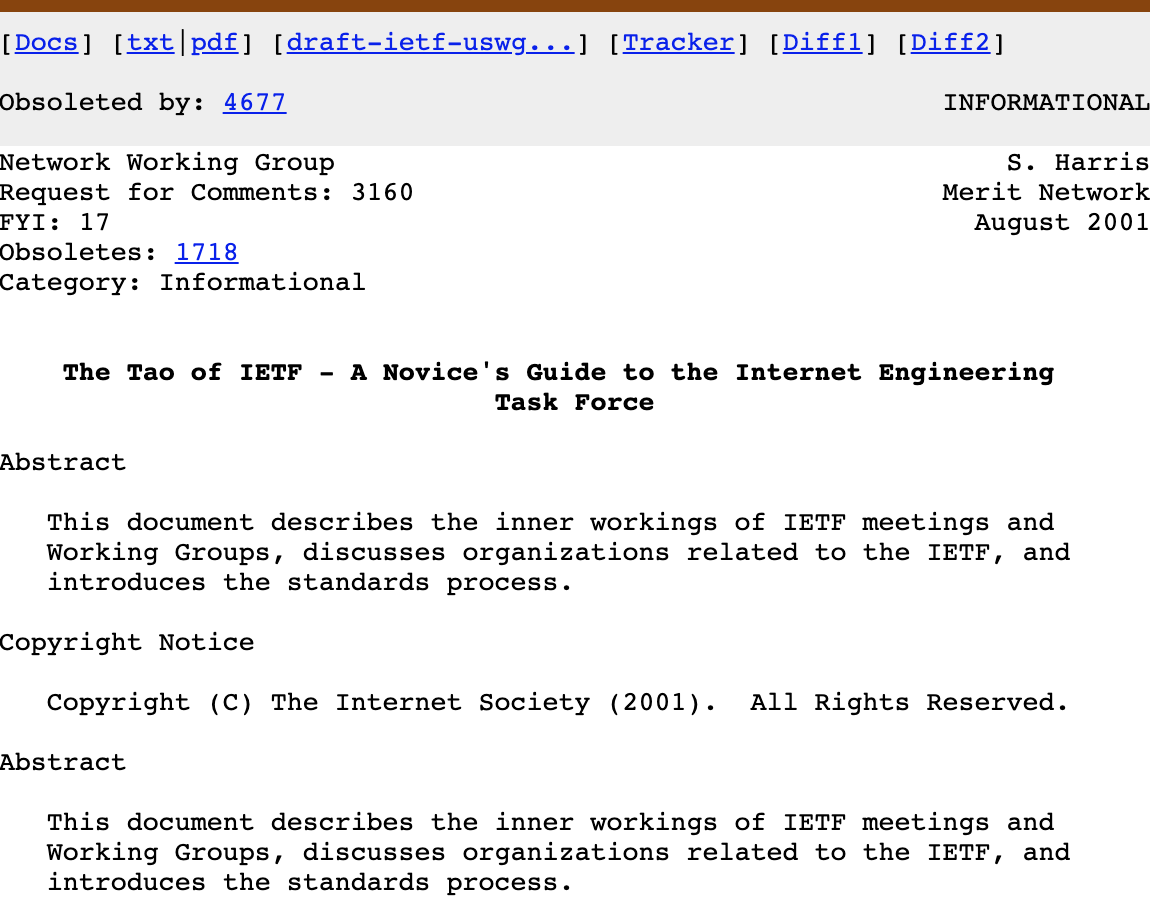 [Docs] [txt|pdf] [draft-ietf-uswg...] [Tracker] [Diff1] [Diff2]
Obsoleted by: 4677 INFORMATIONAL
Network Working Group S. Harris
Request for Comments: 3160 Merit Network
FYI: 17 August 2001
Obsoletes: 1718
Category: Informational
The Tao of IETF - A Novice's Guide to the Internet Engineering
Task Force
Abstract
This document describes the inner workings of IETF meetings and
Working Groups, discusses organizations related to the IETF, and
introduces the standards process.
Copyright Notice
Copyright (C) The Internet Society (2001).  All Rights Reserved.
Abstract
This document describes the inner workings of IETF meetings and
Working Groups, discusses organizations related to the IETF, and
introduces the standards process.